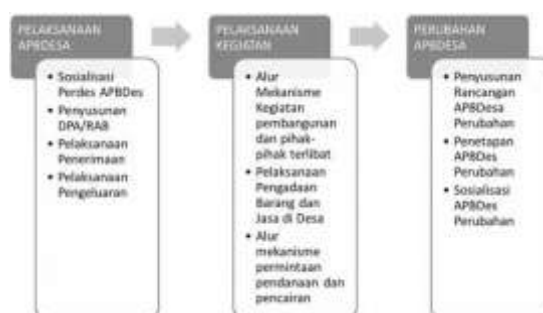 PELAKSANAAN
APBDESA
• Sosialisasi
Perdes APBDes
• Penyusunan
DPA/RAB
• Pelaksanaan
Penerimaan
• Pelaksanaan
Pengeluaran
PELAKSANAAN
KEGIATAN
• Alur
Mekanisme
Kegiatan
pembangunan
dan pihak-
pihak terlibat
• Pelaksanaan
Pengadaan
Barang dan
Jasa di Desa
• Alur
mekanisme
permintaan
pendanaan dan
pencairan
PERUBAHAN
APBDESA
• Penyusunan
Rancangan
APBDesa
Perubahan
• Penetapan
APBDes
Perubahan
• Sosialisasi
APBDes
Perubahan